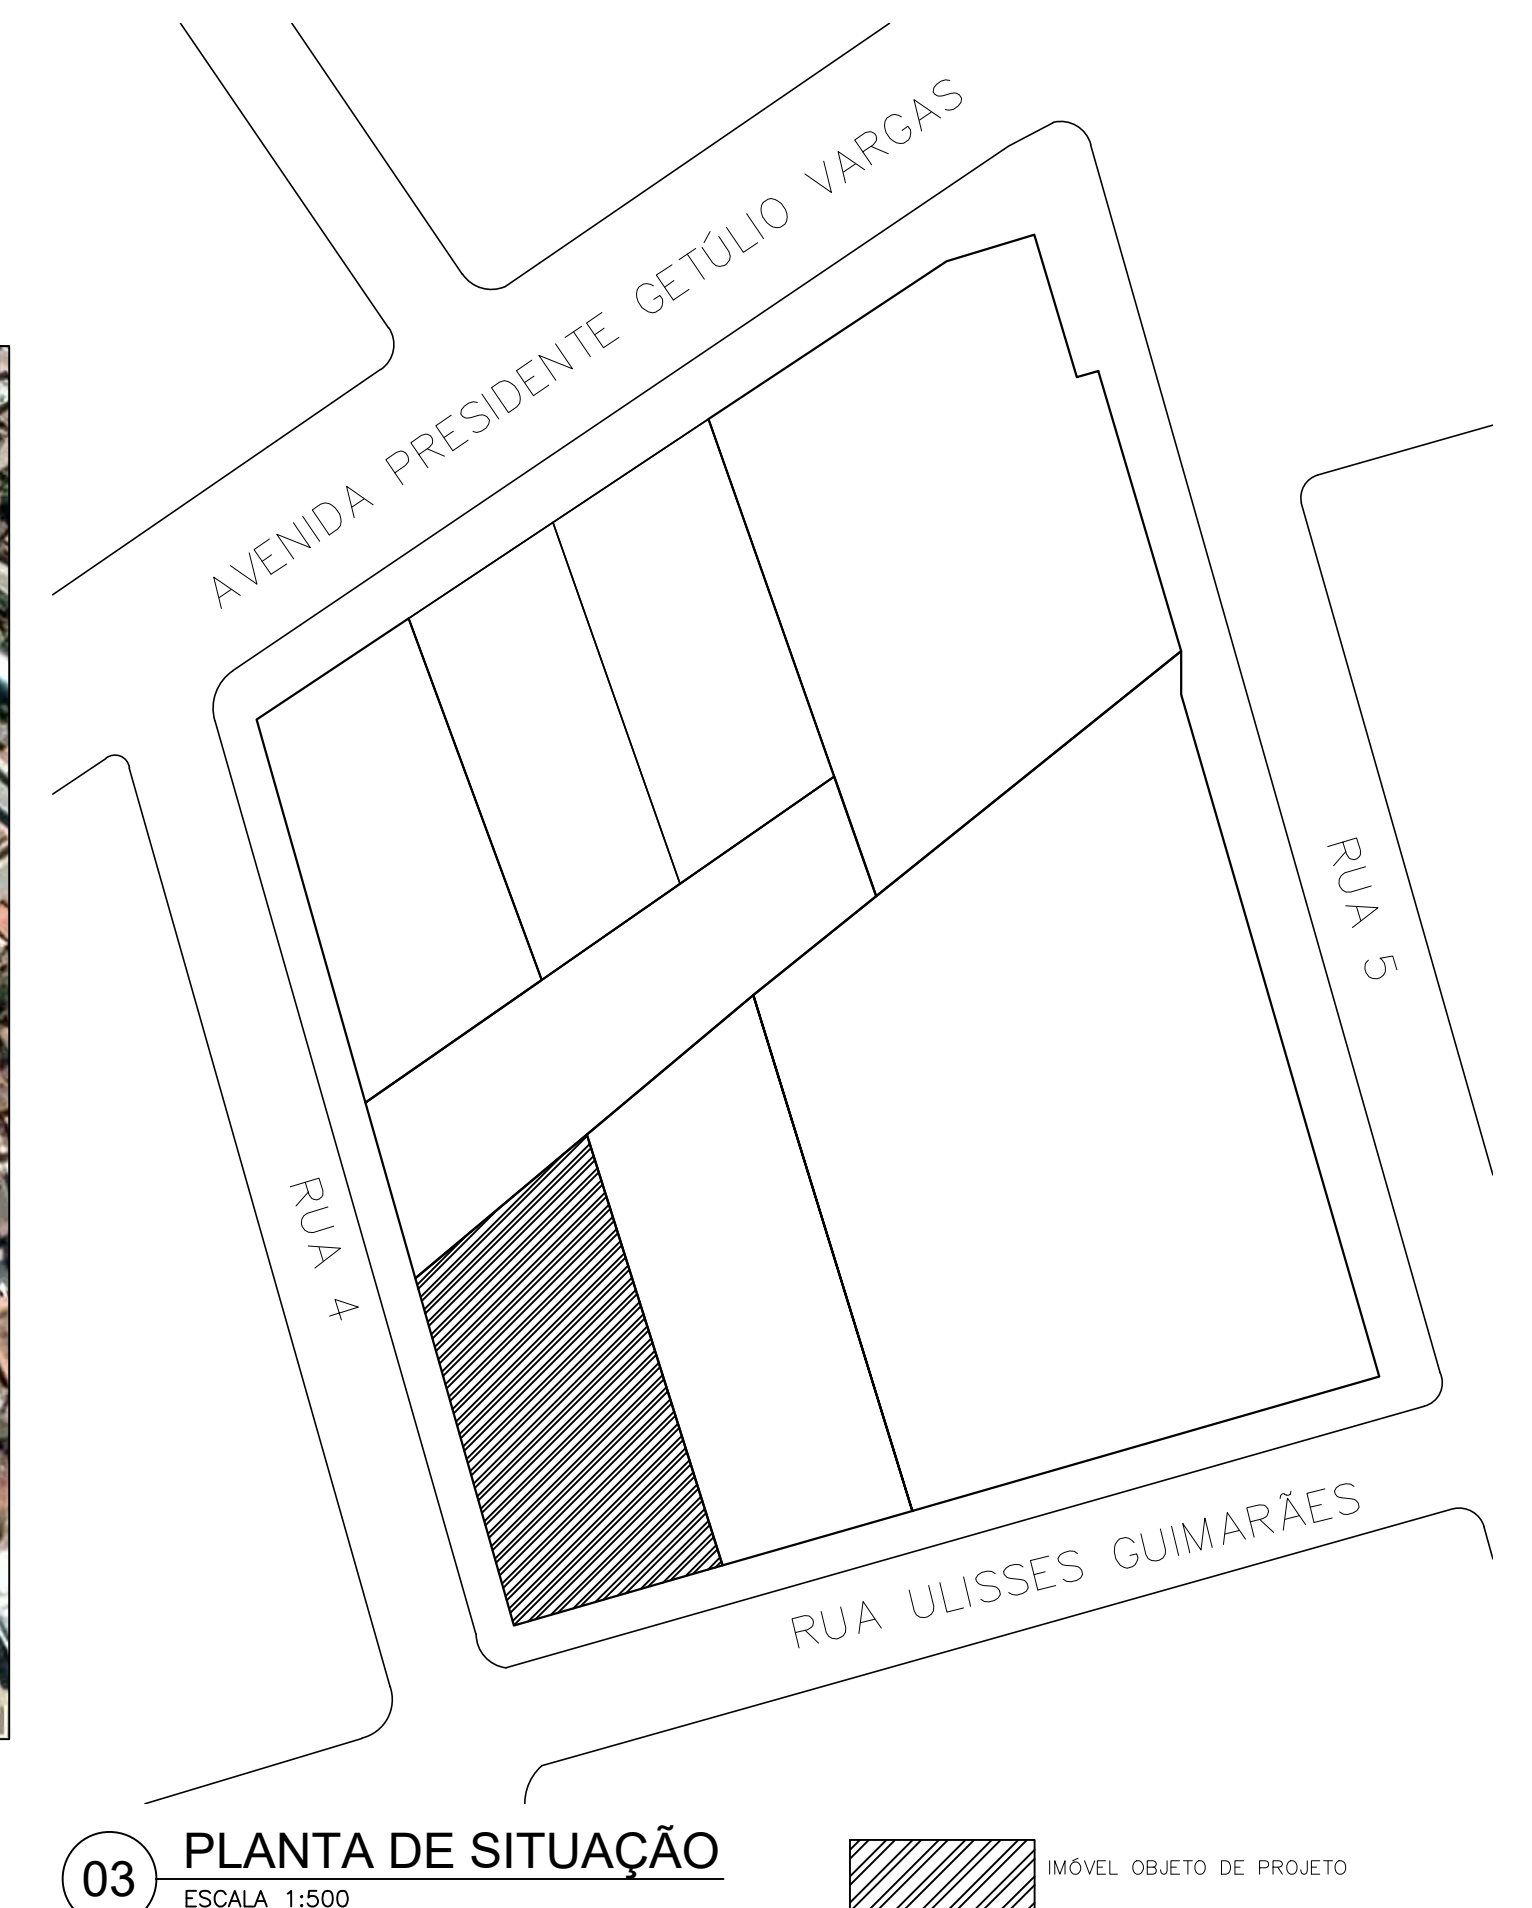 AVENIDA PRESIDENTE GETÚLIO VARGAS
RUA 5
RUA 4
RUA ULISSES GUIMARÃES
03
PLANTA DE SITUAÇÃO
ESCALA 1:500
IMÓVEL OBJETO DE PROJETO